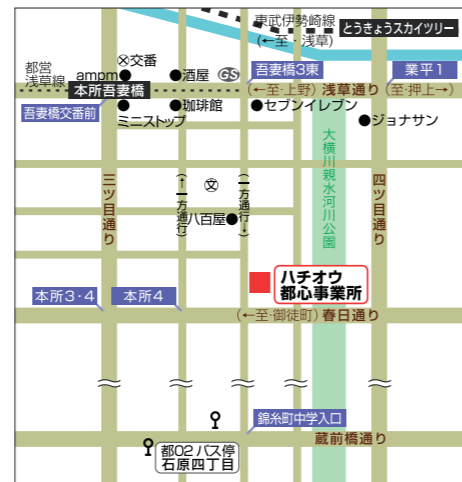 東武伊勢崎線
(←至・浅草)
とうきょうスカイツリー
交番
都営
浅草線
ampm
酒屋
GS
吾妻橋3東
業平1
本所吾妻橋
(←至・上野) 浅草通り (至・押上→)
吾妻橋交番前
ミニストップ
珈琲館
セブンイレブン
ジョナサン
大横川親水河川公園
三ツ目通り
(↑一方通行)
文
(一方通行↓)
四ツ目通り
八百屋
ハチオウ
都心事業所
本所3・4
本所4
(←至・御徒町) 春日通り
錦糸町中学入口
蔵前橋通り
都02 バス停
石原四丁目